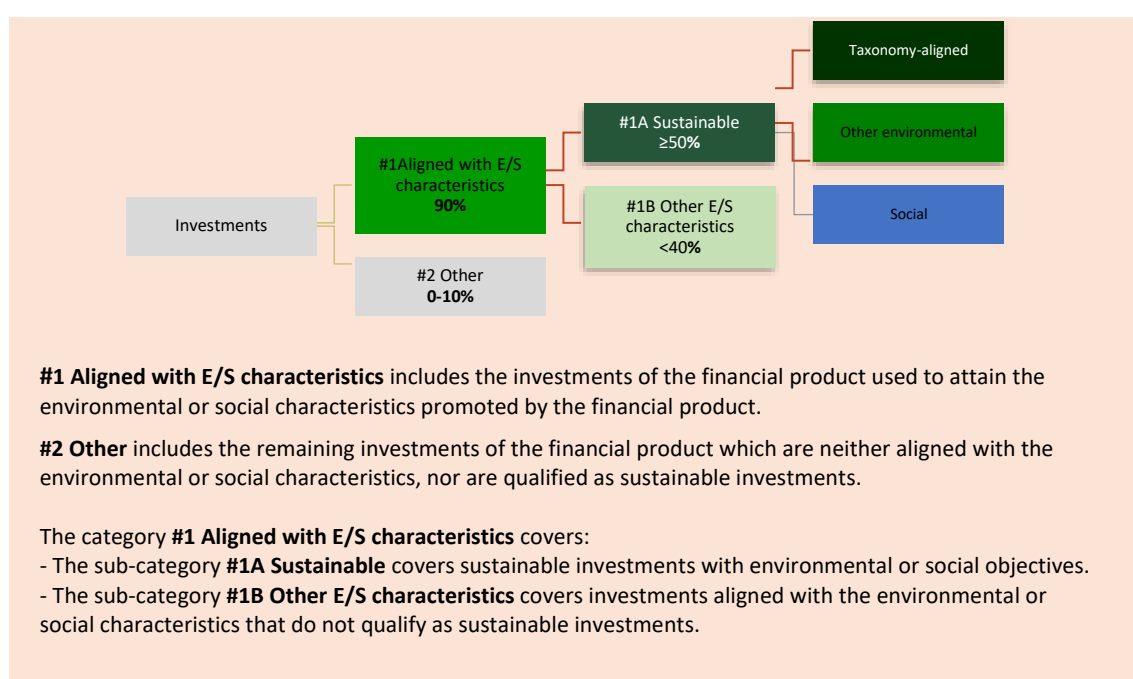 Taxonomy-aligned
#1A Sustainable
≥50%
Other environmental
#1Aligned with E/S
characteristics
90%
#1B Other E/S
characteristics
<40%
Social
Investments
#2 Other
0-10%
#1 Aligned with E/S characteristics includes the investments of the financial product used to attain the
environmental or social characteristics promoted by the financial product.
#2 Other includes the remaining investments of the financial product which are neither aligned with the
environmental or social characteristics, nor are qualified as sustainable investments.
The category #1 Aligned with E/S characteristics covers:
- The sub-category #1A Sustainable covers sustainable investments with environmental or social objectives.
- The sub-category #1B Other E/S characteristics covers investments aligned with the environmental or
social characteristics that do not qualify as sustainable investments.